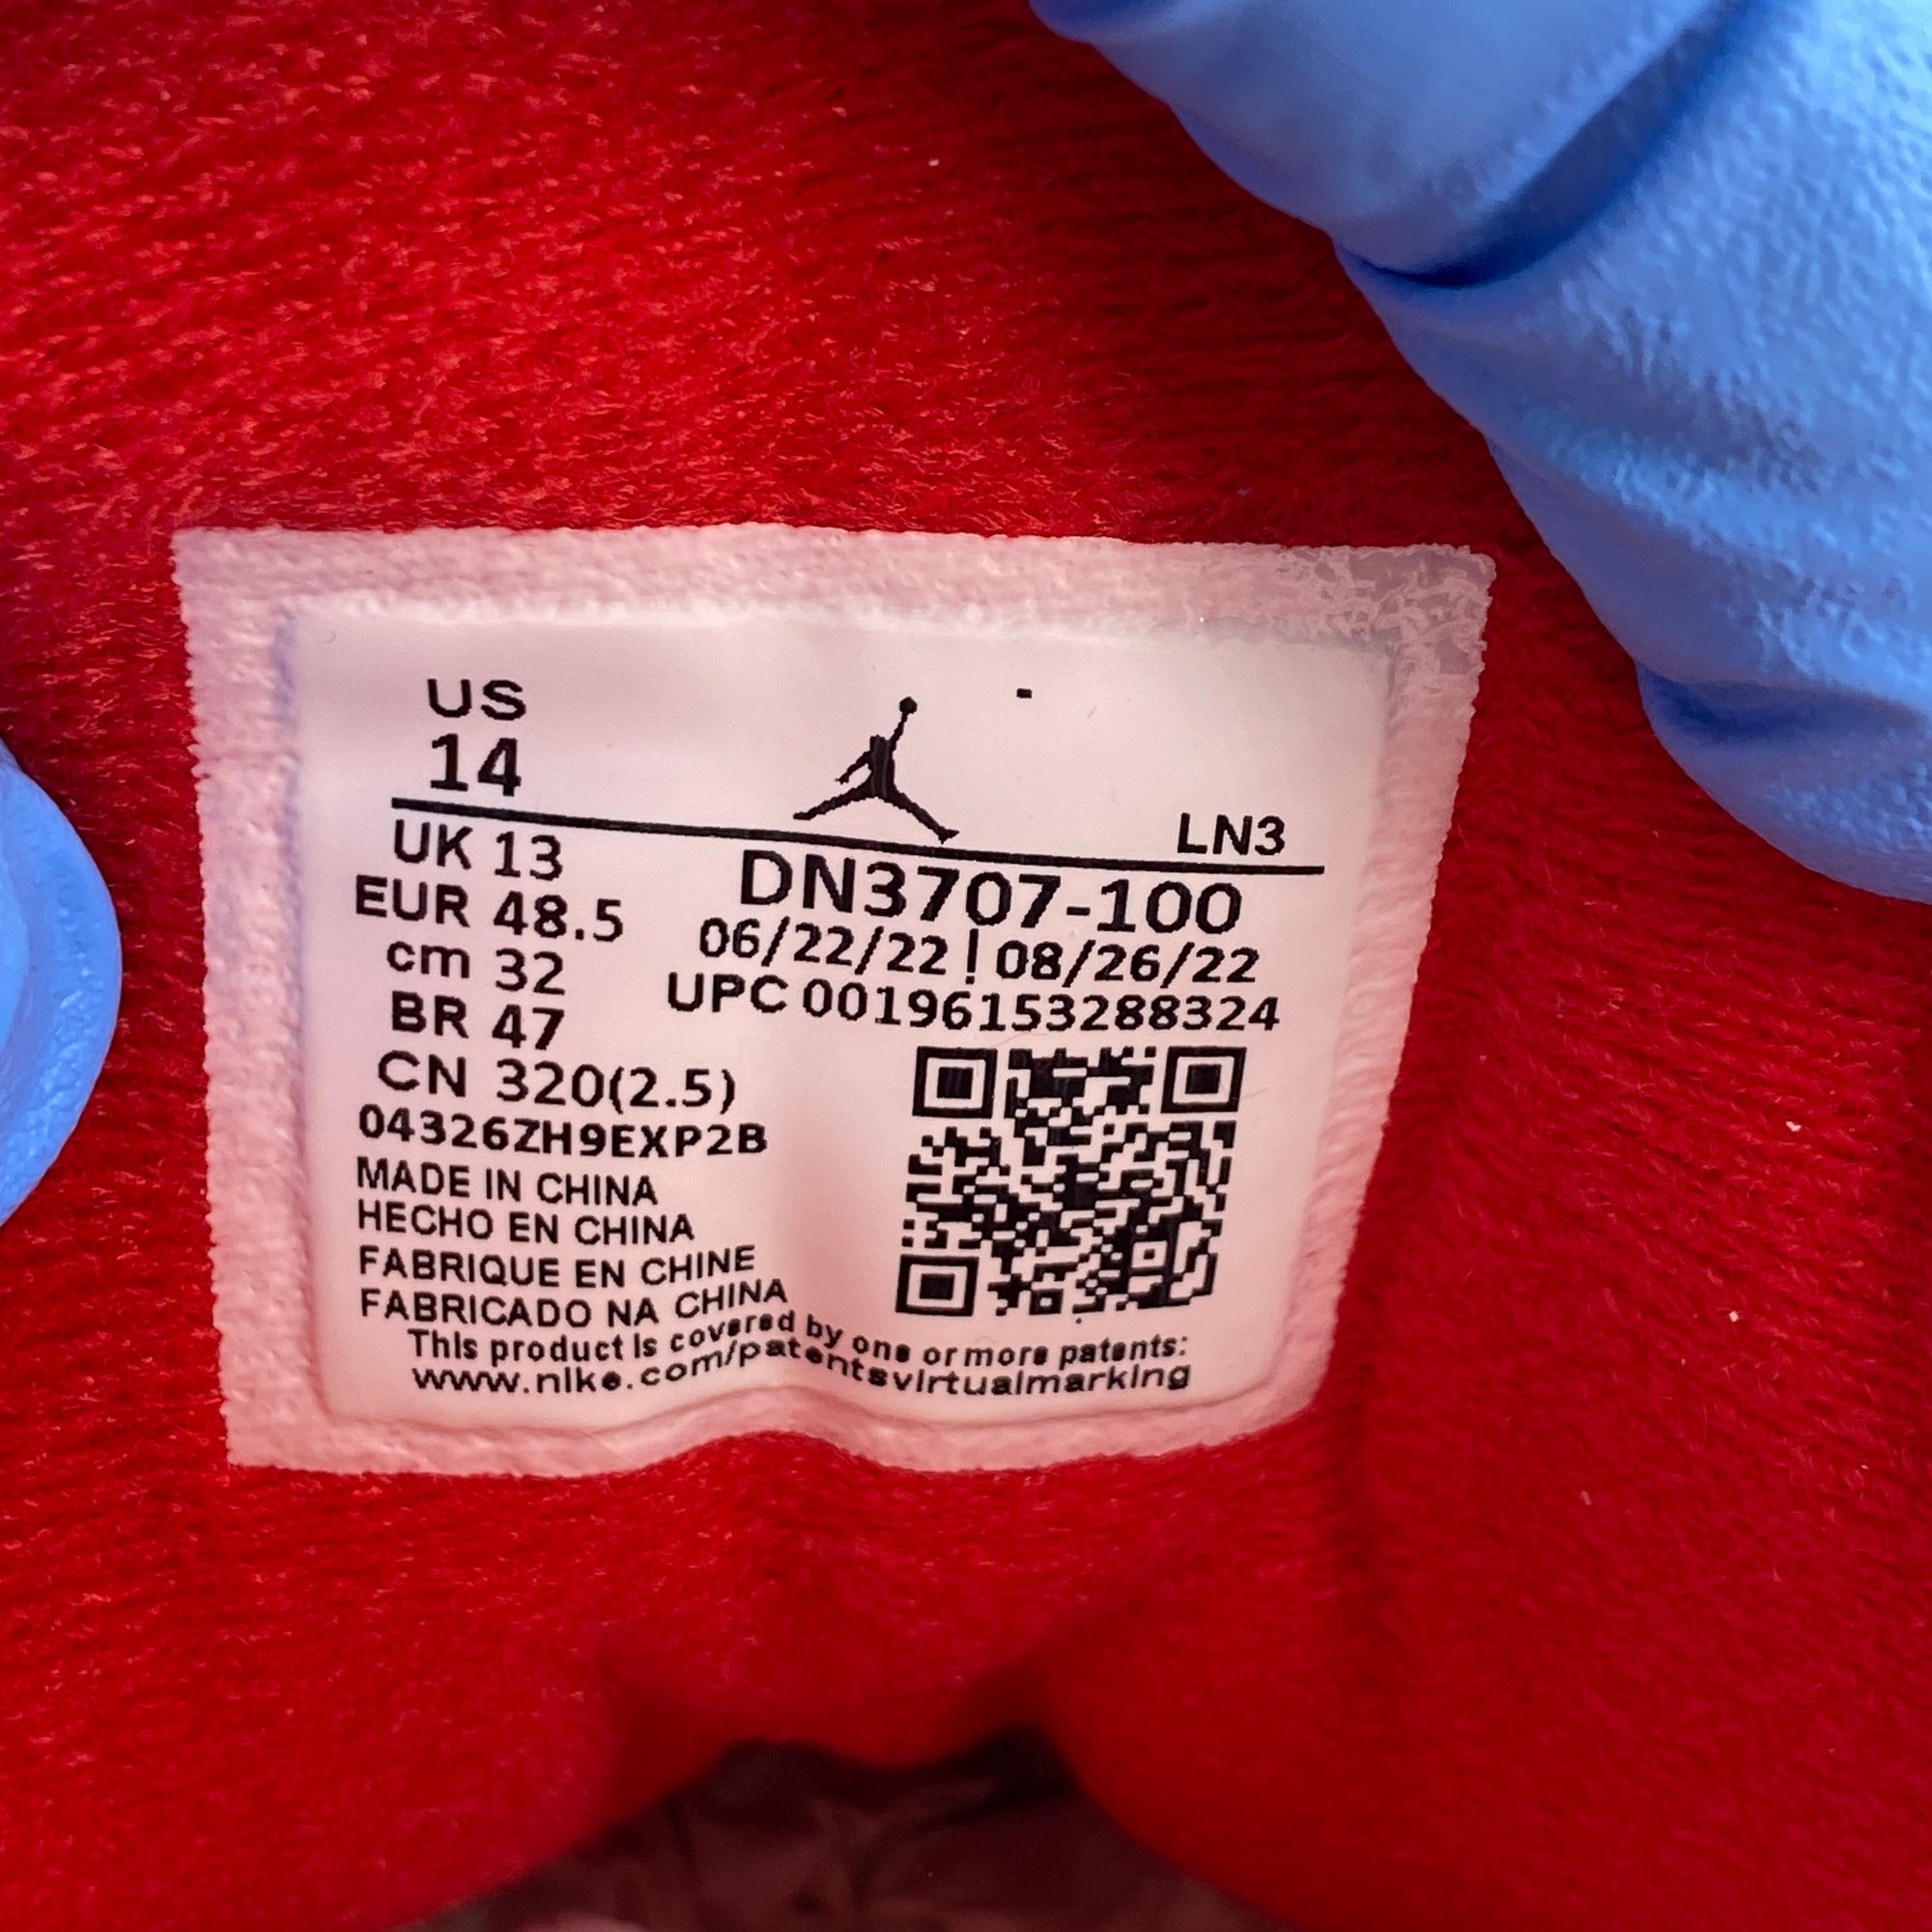 US
14
LN3
UK 13
EUR 48.5
cm 32
BR 47
CN 320(2.5)
DN3707-100
06/22/22 | 08/26/22
UPC 00196153288324
04326ZH9EXP2B
MADE IN CHINA
HECHO EN CHINA
FABRIQUE EN CHINE
FABRICADO NA CHINA
This product is covered by one or more patents:
www.nike.com/patentsvirtualmarking